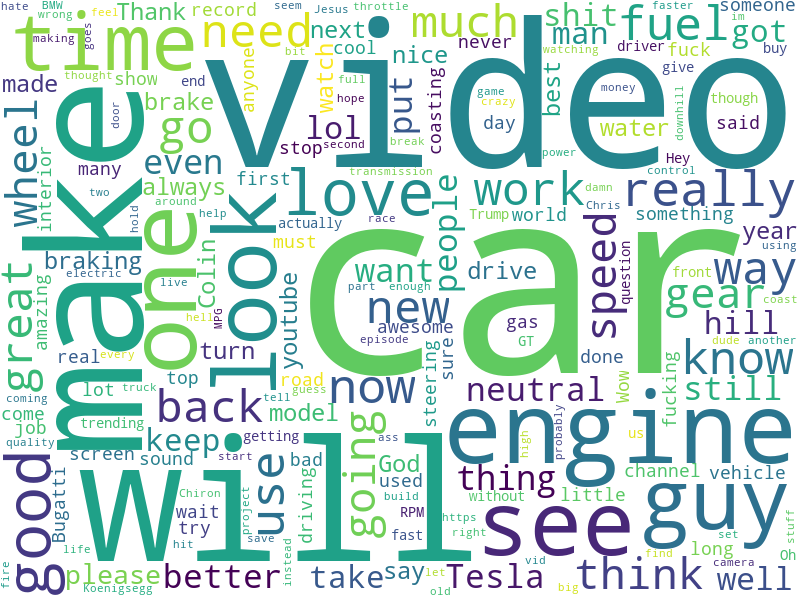 hate
BMW
wrong
feel
Thank
record
seem
Jesus
throttle
faster
im
someone
making
goes
time
need
next
cool
much
shit
man
fuel
got
buy
thought
show
bit
anyone
watch
full
nice
never
watching
driver
fuck
give
made
end
video
make
brake
hope
put
coasting
best
game
crazy
money
though
downhill
door
wheel
interior
go
lol
day
water
said
many
even
stop
second
break
power
Hey
control
two
always
first
transmission
love
work
really
damn
one
look
around
hold
help
actually
race
people
Trump
world
Chris
something
year
using
must
car
speed
question
braking
Colin
want
drive
way
electric
live
youtube
part
enough
front
gear
coast
great
amazing
MPG
hell
new
gas
hill
awesome
episode
GT
steering
sure
real
every
turn
road
done
dude
another
know
coming
truck
top
tell
guess
now
neutral
Wow
fucking
still
come
lot
back
model
job
trending
quality
keep
getting
ass
going
engine
high
probably
us
screen
sound
start
bad
God
thing
channel
vehicle
good
Bugatti
will
Chiron
project
use
driving
used
build
without
little
guy
wait
try
RPM
https
see
long
set
Oh
stuff
hit
save
fast
right
fire
life
instead
vid
find
camera
please
better
take
say
let
Tesla
think
well
Koenigsegg
old
big